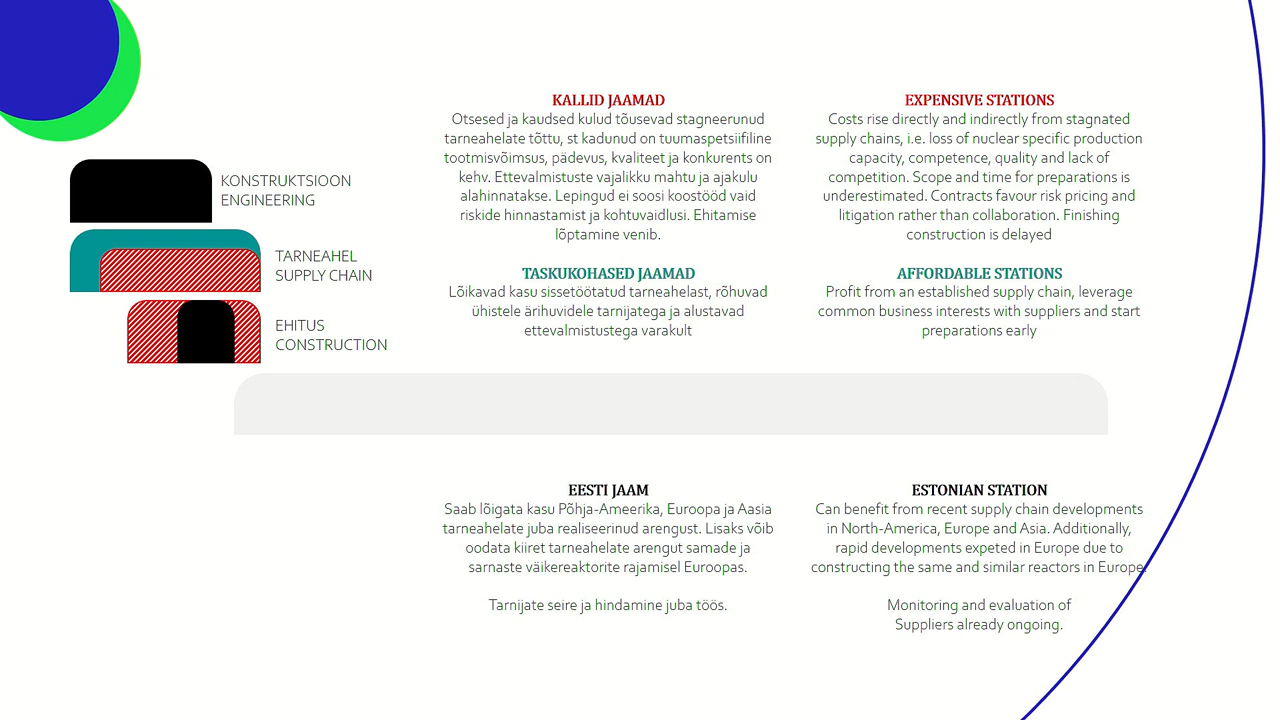 KONSTRUKTSIOON
ENGINEERING
TARNEAHEL
SUPPLY CHAIN
EHITUS
CONSTRUCTION
KALLID JAAMAD
Otsesed ja kaudsed kulud tõusevad stagneerunud
tarneahelate tõttu, st kadunud on tuumaspetsiifiline
tootmisvõimsus, pädevus, kvaliteet ja konkurents on
kehv. Ettevalmistuste vajalikku mahtu ja ajakulu
alahinnatakse. Lepingud ei soosi koostööd vaid
riskide hinnastamist ja kohtuvaidlusi. Ehitamise
lõptamine venib.
TASKUKOHASED JAAMAD
Lõikavad kasu sissetöötatud tarneahelast, rõhuvad
ühistele ärihuvidele tarnijatega ja alustavad
ettevalmistustega varakult
EXPENSIVE STATIONS
Costs rise directly and indirectly from stagnated
supply chains, i.e. loss of nuclear specific production
capacity, competence, quality and lack of
competition. Scope and time for preparations is
underestimated. Contracts favour risk pricing and
litigation rather than collaboration. Finishing
construction is delayed
AFFORDABLE STATIONS
Profit from an established supply chain, leverage
common business interests with suppliers and start
preparations early
EESTI JAAM
Saab lõigata kasu Põhja-Ameerika, Euroopa ja Aasia
tarneahelate juba realiseerinud arengust. Lisaks võib
oodata kiiret tarneahelate arengut samade ja
sarnaste väikereaktorite rajamisel Euroopas.
Tarnijate seire ja hindamine juba töös.
ESTONIAN STATION
Can benefit from recent supply chain developments
in North-America, Europe and Asia. Additionally,
rapid developments expeted in Europe due to
constructing the same and similar reactors in Europe.
Monitoring and evaluation of
Suppliers already ongoing.